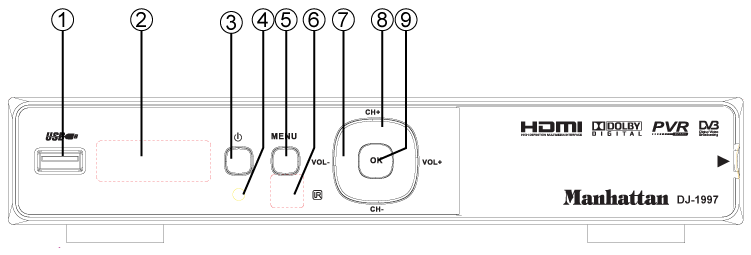 ① ② ③ ④ ⑤ ⑥ ⑦ ⑧ ⑨
USB
MENU
CH+
VOL-
OK
VOL+
IR
CH-
HDMI
DOLBY
DIGITAL
PVR
DVB
Manhattan DJ-1997